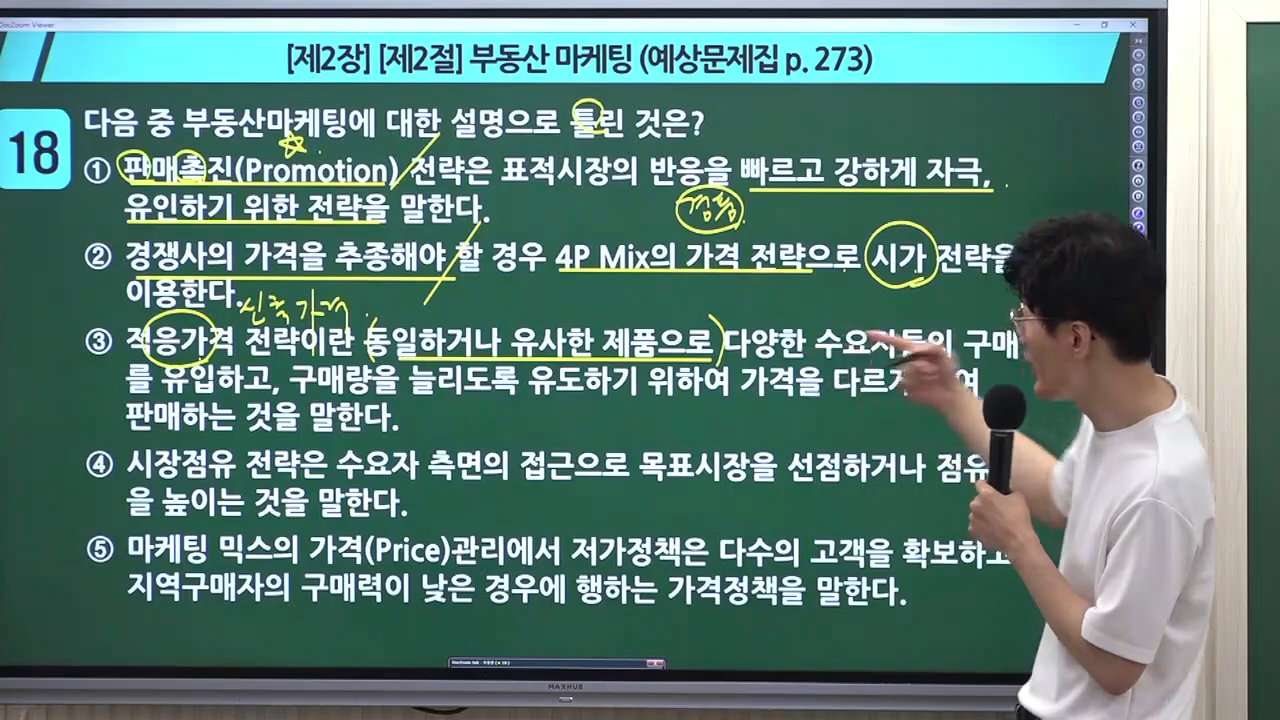 DocZoom Viewer
[제2장] [제2절] 부동산 마케팅 (예상문제집 p. 273)
18
다음 중 부동산마케팅에 대한 설명으로 틀린 것은?
① 판매촉진(Promotion) 전략은 표적시장의 반응을 빠르고 강하게 자극,
유인하기 위한 전략을 말한다.
경품
② 경쟁사의 가격을 추종해야 할 경우 4P Mix의 가격 전략으로 시가 전략을
이용한다.
신축가격
③ 적응가격 전략이란 동일하거나 유사한 제품으로 다양한 수요자들의 구매
를 유입하고, 구매량을 늘리도록 유도하기 위하여 가격을 다르게
판매하는 것을 말한다.
④ 시장점유 전략은 수요자 측면의 접근으로 목표시장을 선점하거나 점유
을 높이는 것을 말한다.
⑤ 마케팅 믹스의 가격(Price)관리에서 저가정책은 다수의 고객을 확보하고
지역구매자의 구매력이 낮은 경우에 행하는 가격정책을 말한다.
MAXHUB